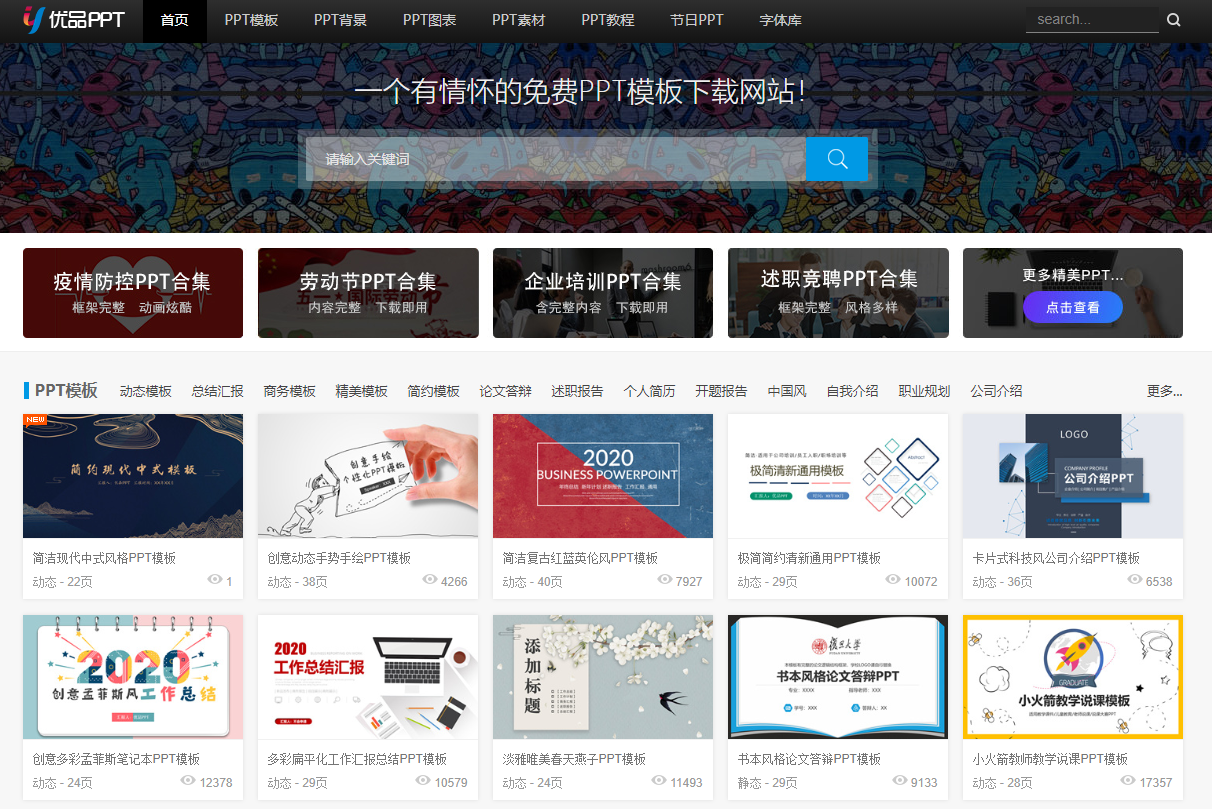 优品PPT 首页 PPT模板 PPT背景 PPT图表 PPT素材 PPT教程 节日PPT 字体库 search...
一个有情怀的免费PPT模板下载网站！
请输入关键词
疫情防控PPT合集
框架完整 动画炫酷
劳动节PPT合集
内容完整 下载即用
企业培训PPT合集
含完整内容 下载即用
述职竞聘PPT合集
框架完整 风格多样
更多精美PPT...
点击查看
PPT模板 动态模板 总结汇报 商务模板 精美模板 简约模板 论文答辩 述职报告 个人简历 开题报告 中国风 自我介绍 职业规划 公司介绍 更多...
NEW
简约现代中式模板
简洁现代中式风格PPT模板
动态 - 22页 1
创意手绘
个性化PPT模板
创意动态手势手绘PPT模板
动态 - 38页 4266
2020
BUSINESS POWERPOINT
简洁复古红蓝英伦风PPT模板
动态 - 40页 7927
极简清新通用模板
极简简约清新通用PPT模板
动态 - 29页 10072
LOGO
COMPANY PROFILE
公司介绍PPT
卡片式科技风公司介绍PPT模板
动态 - 36页 6538
2020
创意孟菲斯风工作总结
创意多彩孟菲斯笔记本PPT模板
动态 - 24页 12378
2020
工作总结汇报
多彩扁平化工作汇报总结PPT模板
动态 - 29页 10579
添加标题
淡雅唯美春天燕子PPT模板
动态 - 24页 11493
复旦大学
书本风格论文答辩PPT
专业：XXXX 指导老师：XXX
学号：XXX 答辩人：XX
书本风格论文答辩PPT模板
静态 - 29页 9133
GRADUATE
小火箭教学说课模板
小火箭教师教学说课PPT模板
动态 - 28页 17357